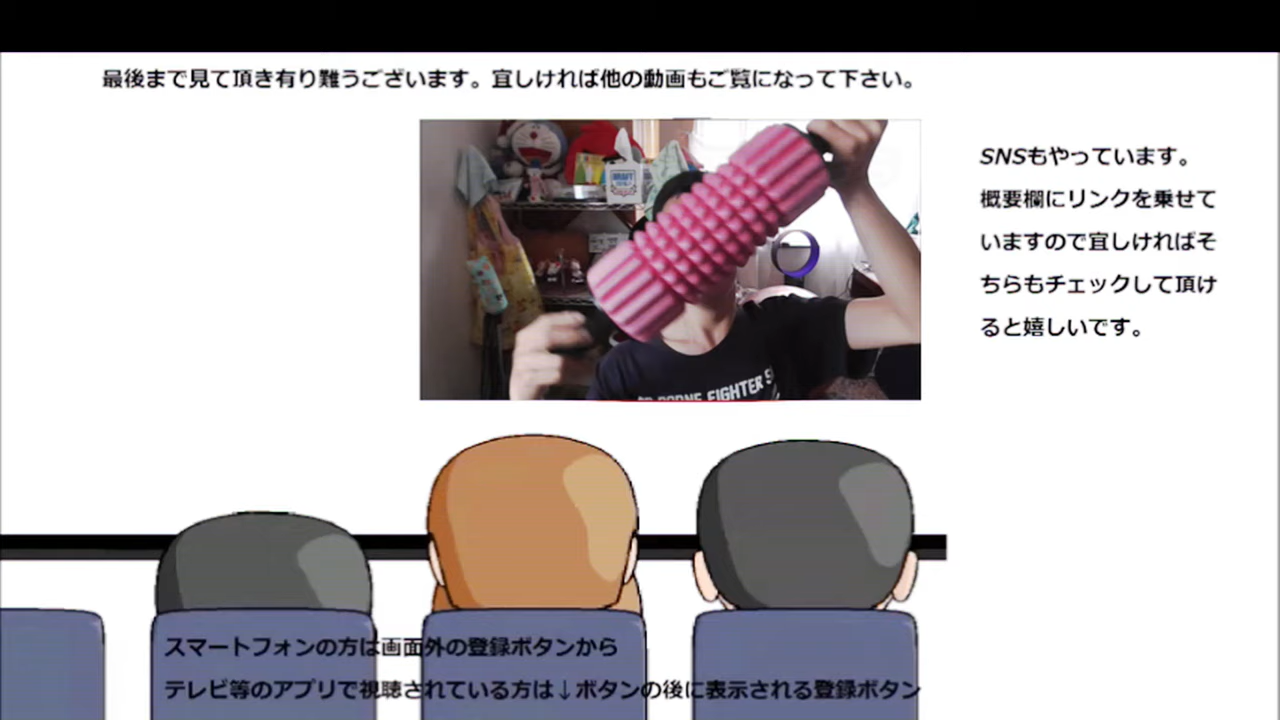 最後まで見て頂き有り難うございます。宜しければ他の動画もご覧になって下さい。
SNSもやっています。
概要欄にリンクを乗せて
いますので宜しければそ
ちらもチェックして頂け
ると嬉しいです。
DRAFT
FIGHTER
スマートフォンの方は画面外の登録ボタンから
テレビ等のアプリで視聴されている方は↓ボタンの後に表示される登録ボタン